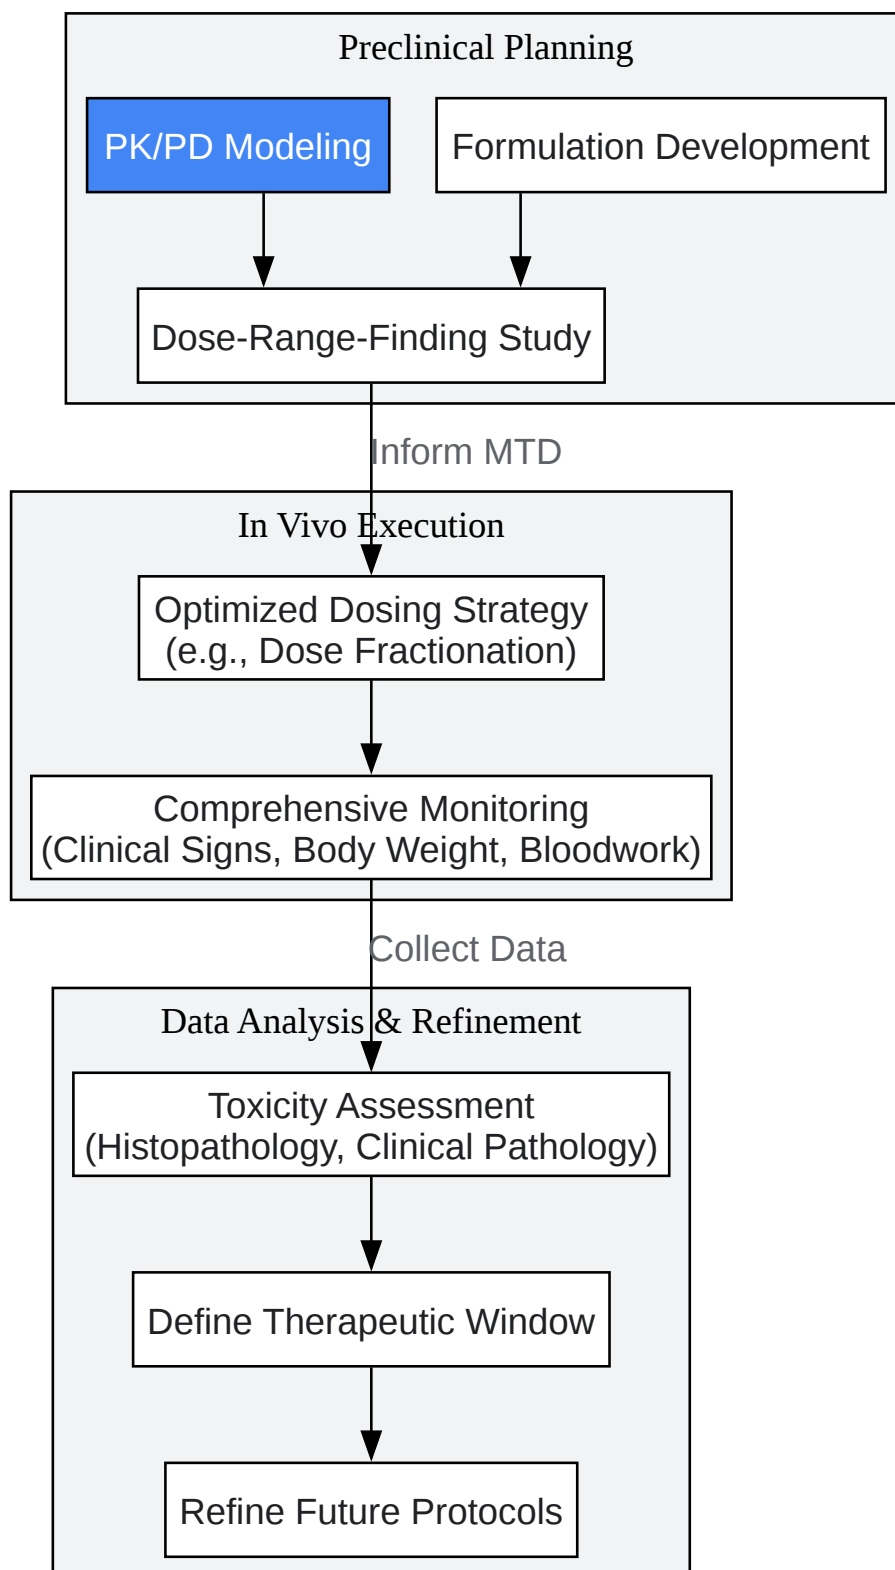 Preclinical Planning
PK/PD Modeling
Formulation Development
Dose-Range-Finding Study
Inform MTD
In Vivo Execution
Optimized Dosing Strategy
(e.g., Dose Fractionation)
Comprehensive Monitoring
(Clinical Signs, Body Weight, Bloodwork)
Collect Data
Data Analysis & Refinement
Toxicity Assessment
(Histopathology, Clinical Pathology)
Define Therapeutic Window
Refine Future Protocols